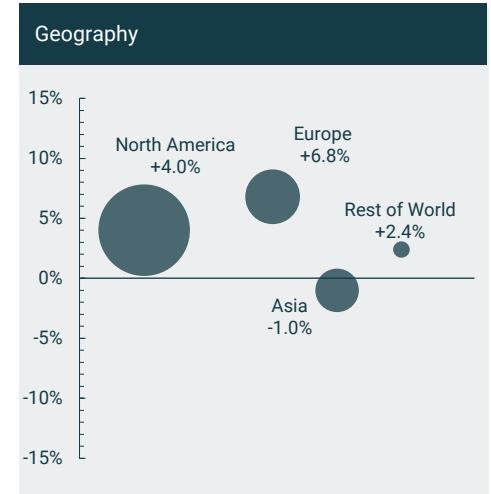 Geography
15%
10%
5%
0%
-5%
-10%
-15%
North America
+4.0%
Europe
+6.8%
Rest of World
+2.4%
Asia
-1.0%